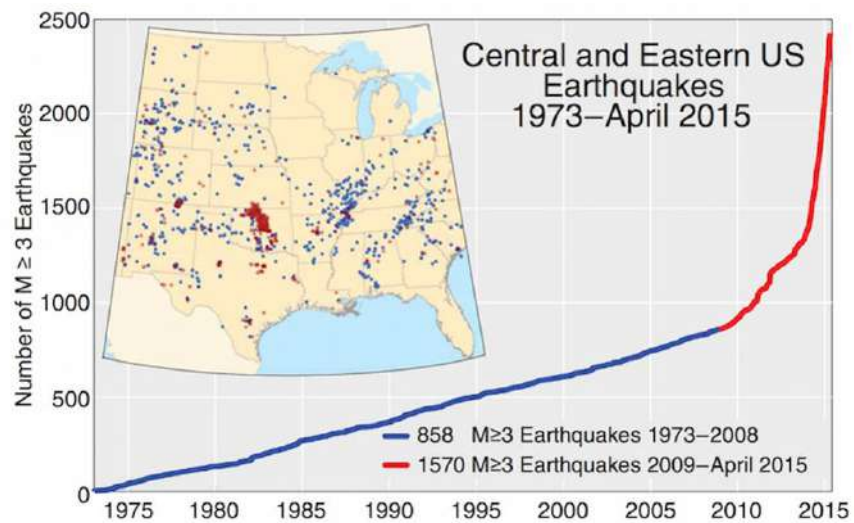 Central and Eastern US
Earthquakes
1973–April 2015
Number of M ≥ 3 Earthquakes
2500
2000
1500
1000
500
0
1975 1980 1985 1990 1995 2000 2005 2010 2015
858 M≥3 Earthquakes 1973–2008
1570 M≥3 Earthquakes 2009–April 2015